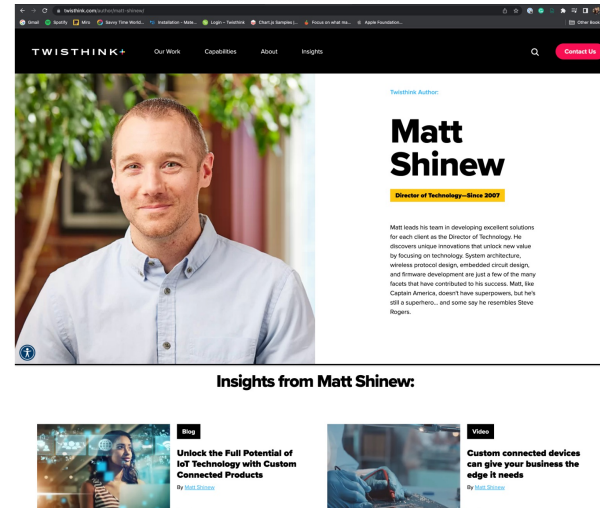 twisthink.com/author/matt-shinew/
Gmail Spotify Miro Savvy Time World... Installation - Mate... Login – Twisthink Chart.js Samples |... Focus on what ma... Apple Foundation... Other Book
TWISTHINK+ Our Work Capabilities About Insights Contact Us
Twisthink Author:
Matt
Shinew
Director of Technology—Since 2007
Matt leads his team in developing excellent solutions
for each client as the Director of Technology. He
discovers unique innovations that unlock new value
by focusing on technology. System architecture,
wireless protocol design, embedded circuit design,
and firmware development are just a few of the many
facets that have contributed to his success. Matt, like
Captain America, doesn't have superpowers, but he's
still a superhero... and some say he resembles Steve
Rogers.
Insights from Matt Shinew:
Blog
Unlock the Full Potential of
IoT Technology with Custom
Connected Products
By Matt Shinew
Video
Custom connected devices
can give your business the
edge it needs
By Matt Shinew